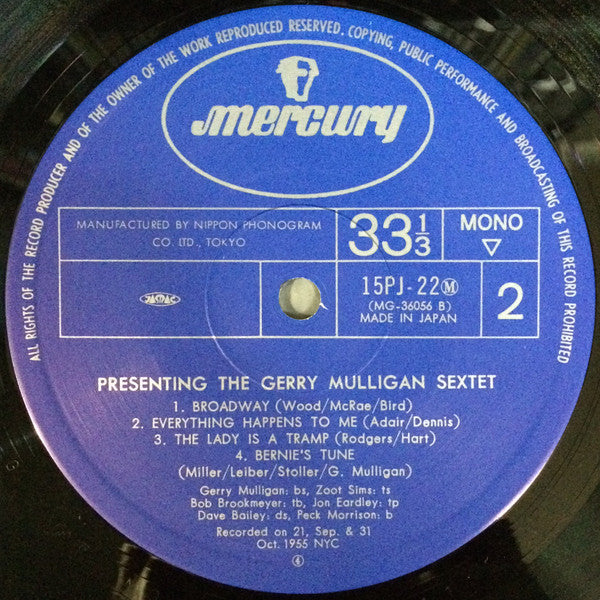 ALL RIGHTS OF THE RECORD PRODUCER AND OF THE OWNER OF THE WORK REPRODUCED RESERVED. COPYING, PUBLIC PERFORMANCE AND BROADCASTING OF THIS RECORD PROHIBITED
mercury
MANUFACTURED BY NIPPON PHONOGRAM
CO. LTD., TOKYO
33 1/3
MONO
▽
JASRAC
15PJ-22Ⓜ
(MG-36056 B)
MADE IN JAPAN
2
PRESENTING THE GERRY MULLIGAN SEXTET
1. BROADWAY (Wood/McRae/Bird)
2. EVERYTHING HAPPENS TO ME (Adair/Dennis)
3. THE LADY IS A TRAMP (Rodgers/Hart)
4. BERNIE'S TUNE
(Miller/Leiber/Stoller/G. Mulligan)
Gerry Mulligan: bs, Zoot Sims: ts
Bob Brookmeyer: tb, Jon Eardley: tp
Dave Bailey: ds, Peck Morrison: b
Recorded on 21, Sep. & 31
Oct. 1955 NYC
④